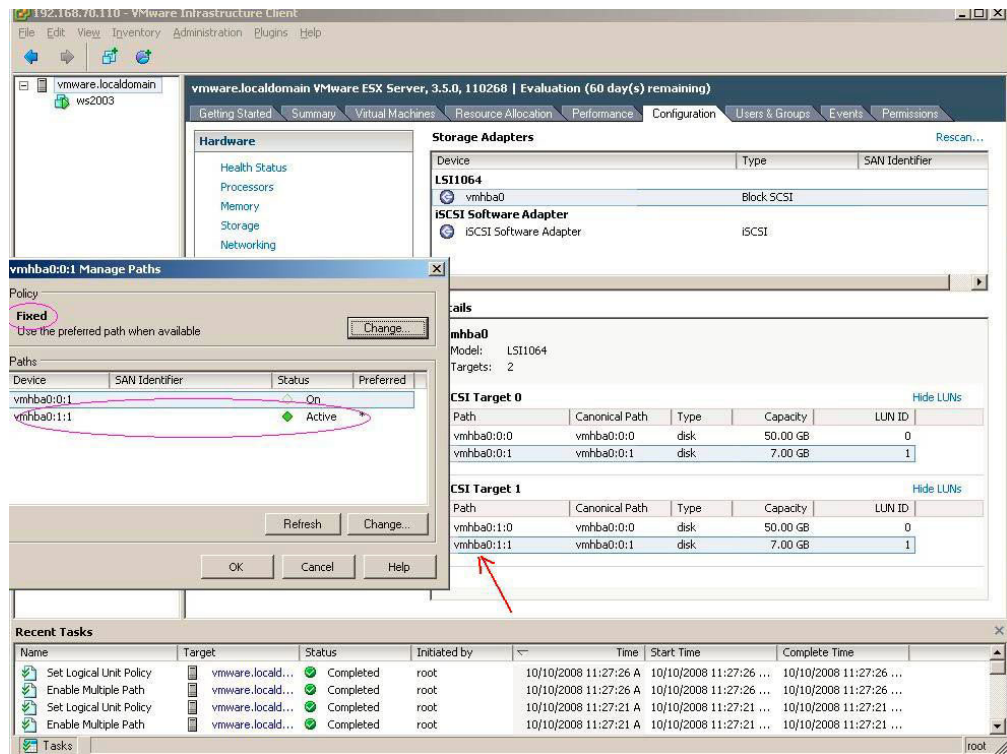 192.168.70.110 - VMware Infrastructure Client
File Edit View Inventory Administration Plugins Help
vmware.localdomain
ws2003
vmware.localdomain VMware ESX Server, 3.5.0, 110268 | Evaluation (60 day(s) remaining)
Getting Started Summary Virtual Machines Resource Allocation Performance Configuration Users & Groups Events Permissions
Hardware
Health Status
Processors
Memory
Storage
Networking
Storage Adapters Rescan...
Device Type SAN Identifier
LSI1064
vmhba0 Block SCSI
iSCSI Software Adapter
iSCSI Software Adapter iSCSI
vmhba0:0:1 Manage Paths
Policy
Fixed
Use the preferred path when available
Change...
Paths
Device SAN Identifier Status Preferred
vmhba0:0:1 On
vmhba0:1:1 Active *
Refresh Change...
OK Cancel Help
tails
mhba0
Model: LSI1064
Targets: 2
CSI Target 0 Hide LUNs
Path Canonical Path Type Capacity LUN ID
vmhba0:0:0 vmhba0:0:0 disk 50.00 GB 0
vmhba0:0:1 vmhba0:0:1 disk 7.00 GB 1
CSI Target 1 Hide LUNs
Path Canonical Path Type Capacity LUN ID
vmhba0:1:0 vmhba0:0:0 disk 50.00 GB 0
vmhba0:1:1 vmhba0:0:1 disk 7.00 GB 1
Recent Tasks
Name Target Status Initiated by Time Start Time Complete Time
Set Logical Unit Policy vmware.locald... Completed root 10/10/2008 11:27:26 A 10/10/2008 11:27:26 ... 10/10/2008 11:27:26 ...
Enable Multiple Path vmware.locald... Completed root 10/10/2008 11:27:26 A 10/10/2008 11:27:26 ... 10/10/2008 11:27:26 ...
Set Logical Unit Policy vmware.locald... Completed root 10/10/2008 11:27:21 A 10/10/2008 11:27:21 ... 10/10/2008 11:27:21 ...
Enable Multiple Path vmware.locald... Completed root 10/10/2008 11:27:21 A 10/10/2008 11:27:21 ... 10/10/2008 11:27:21 ...
Tasks root